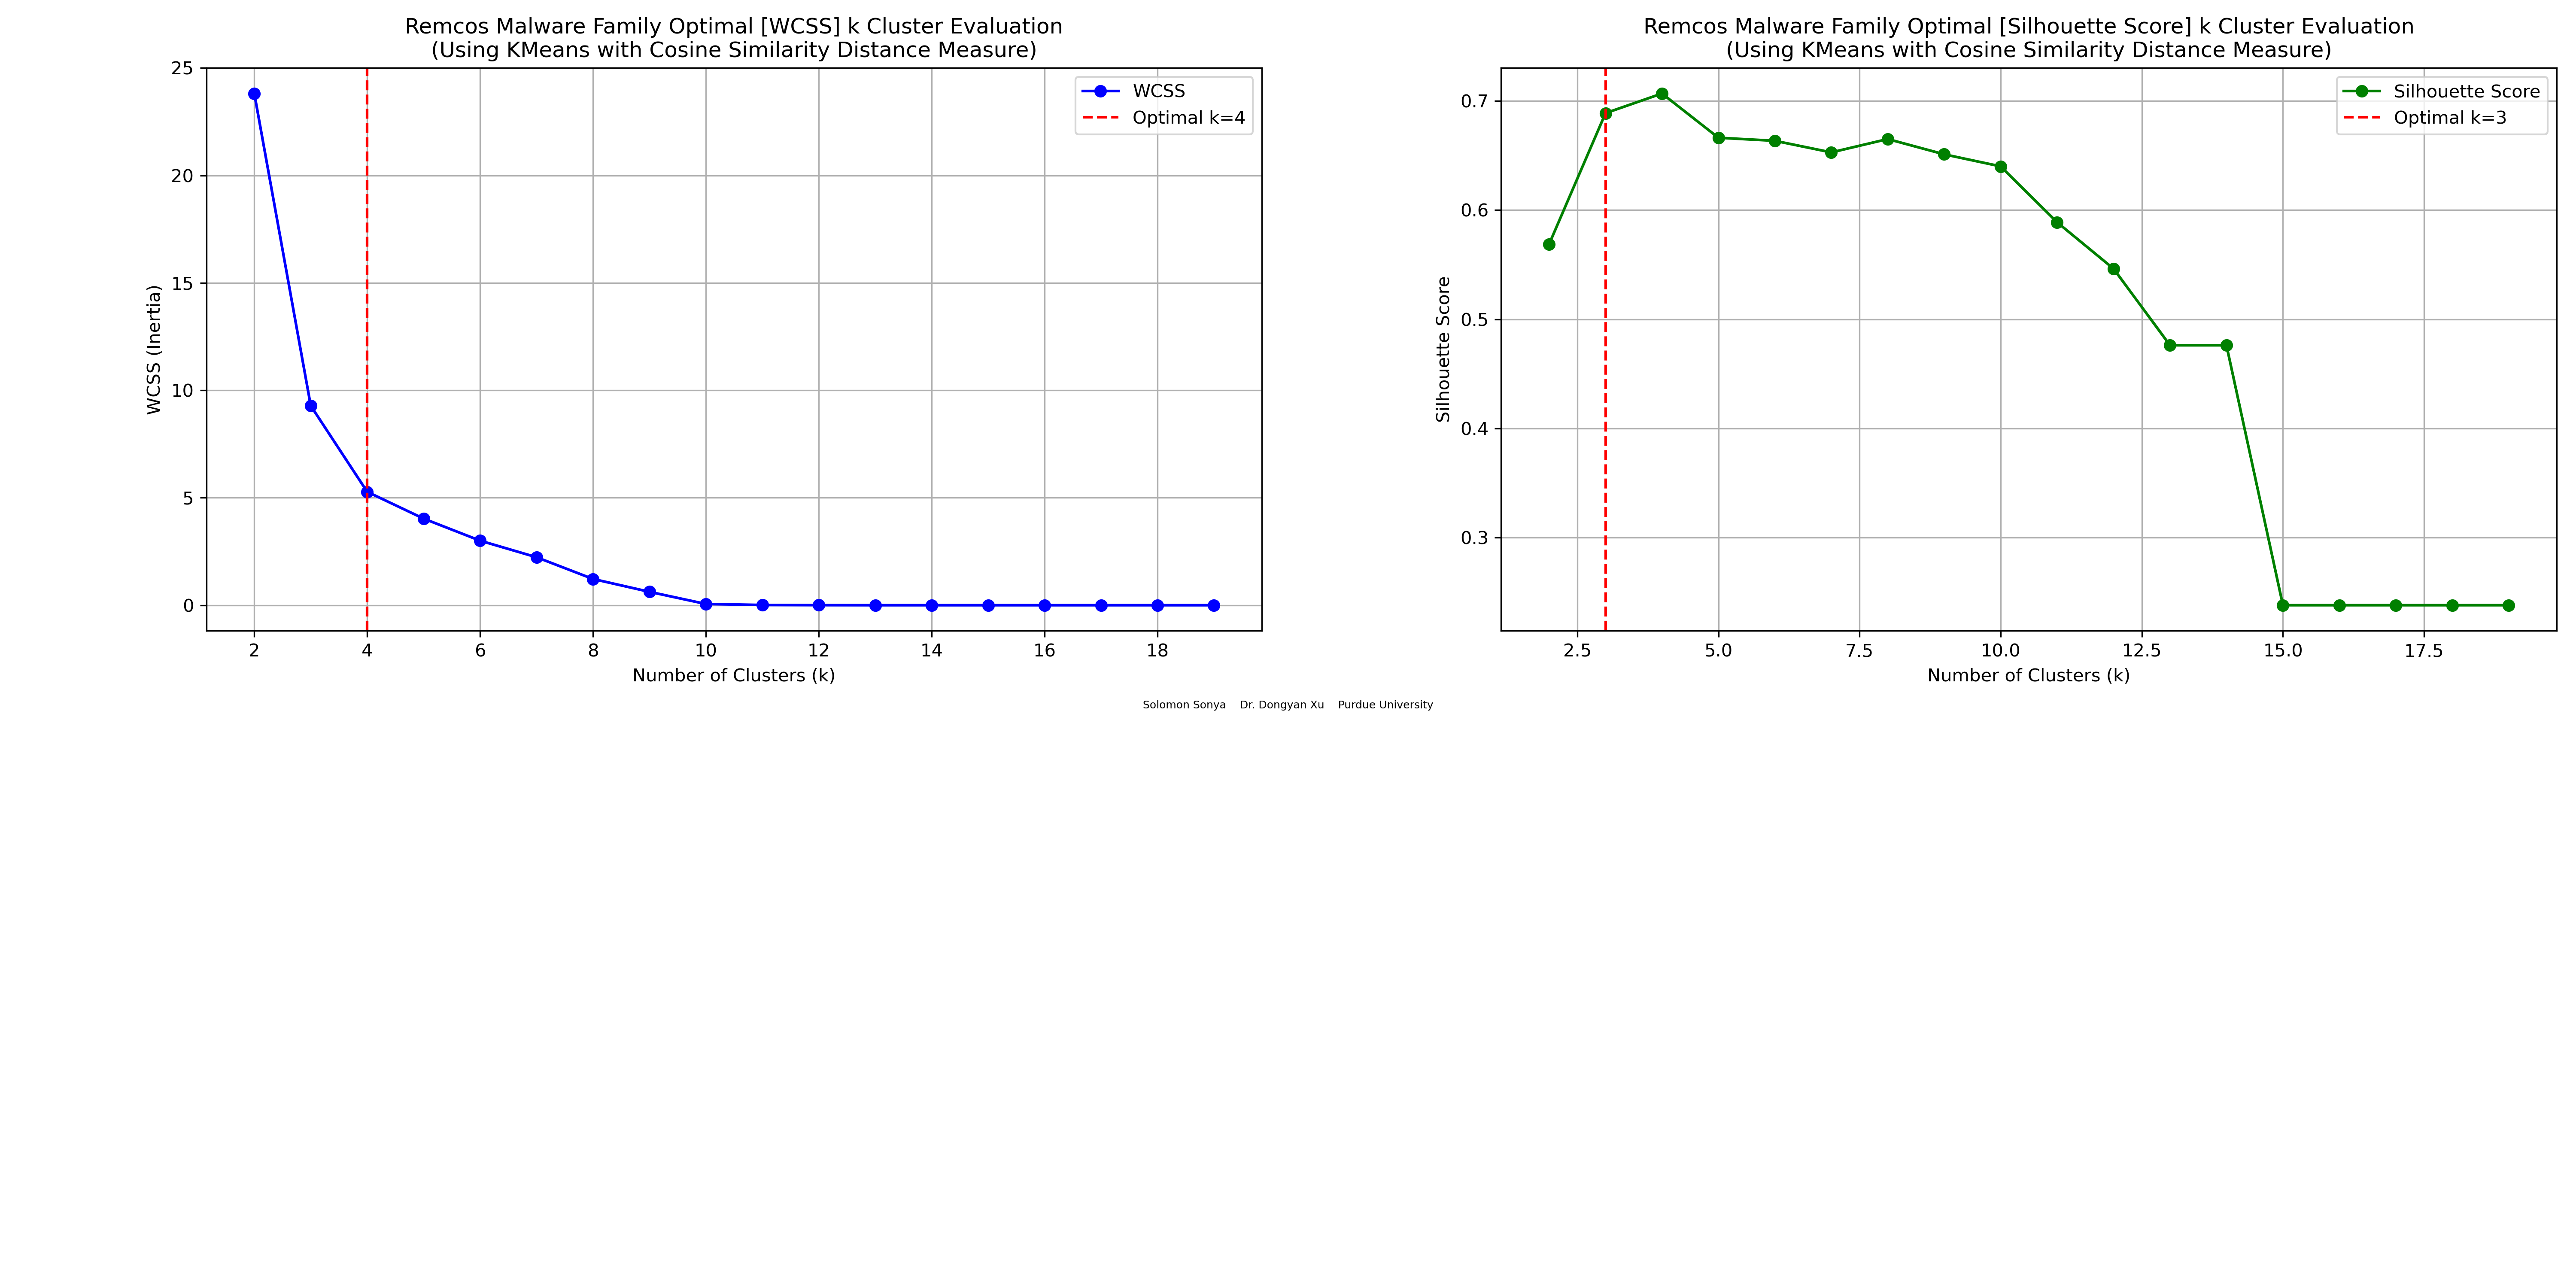 Remcos Malware Family Optimal [WCSS] k Cluster Evaluation
(Using KMeans with Cosine Similarity Distance Measure)
25
20
15
10
5
0
WCSS (Inertia)
WCSS
Optimal k=4
2 4 6 8 10 12 14 16 18
Number of Clusters (k)
Remcos Malware Family Optimal [Silhouette Score] k Cluster Evaluation
(Using KMeans with Cosine Similarity Distance Measure)
0.7
0.6
0.5
0.4
0.3
Silhouette Score
Silhouette Score
Optimal k=3
2.5 5.0 7.5 10.0 12.5 15.0 17.5
Number of Clusters (k)
Solomon Sonya Dr. Dongyan Xu Purdue University